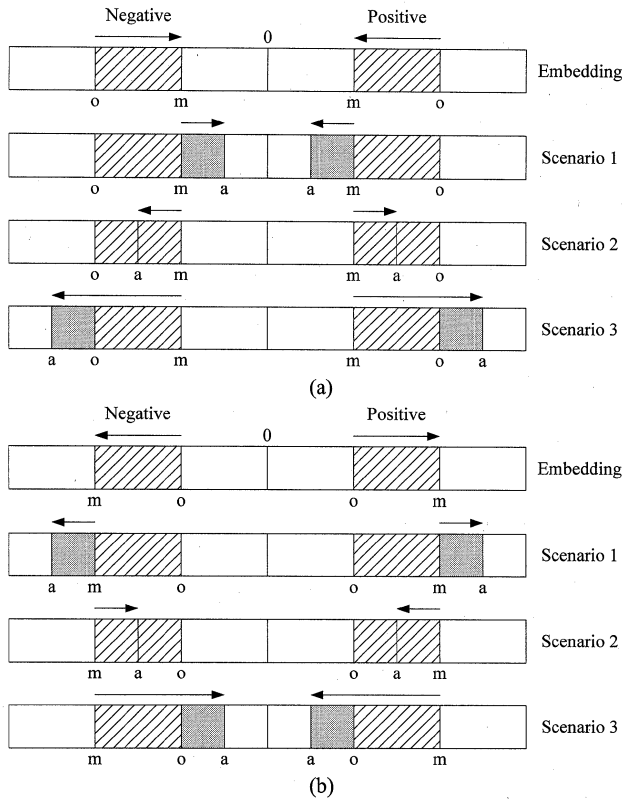 Negative 0 Positive
Embedding
o m m o
Scenario 1
o m a a m o
Scenario 2
o a m m a o
Scenario 3
a o m m o a
(a)
Negative 0 Positive
Embedding
m o o m
Scenario 1
a m o o m a
Scenario 2
m a o o a m
Scenario 3
m o a a o m
(b)